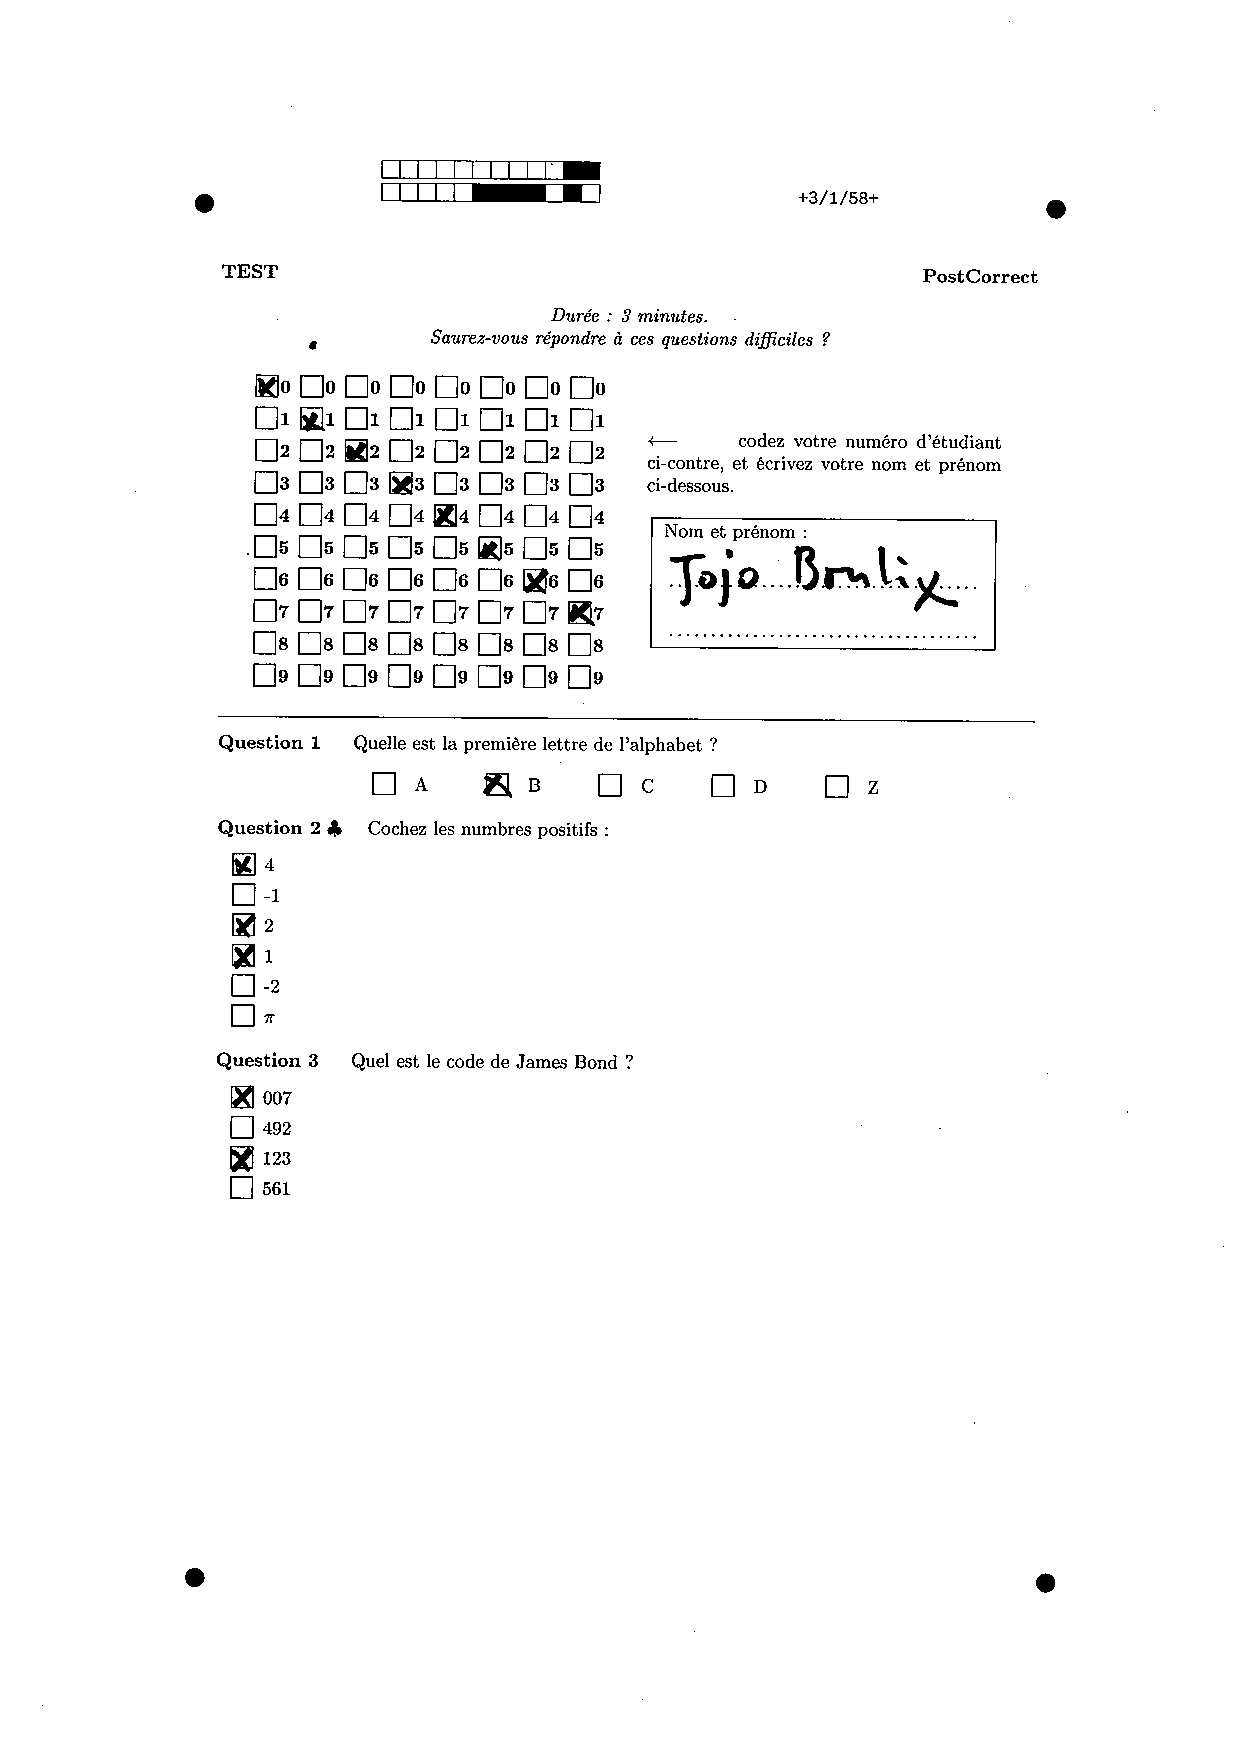 +3/1/58+
TEST
PostCorrect
Durée : 3 minutes.
Saurez-vous répondre à ces questions difficiles ?
0 0 0 0 0 0 0 0
1 1 1 1 1 1 1 1
2 2 2 2 2 2 2 2
3 3 3 3 3 3 3 3
4 4 4 4 4 4 4 4
5 5 5 5 5 5 5 5
6 6 6 6 6 6 6 6
7 7 7 7 7 7 7 7
8 8 8 8 8 8 8 8
9 9 9 9 9 9 9 9
← codez votre numéro d'étudiant
ci-contre, et écrivez votre nom et prénom
ci-dessous.
Nom et prénom :
Tojo
Question 1 Quelle est la première lettre de l'alphabet ?
A B C D Z
Question 2 ♣ Cochez les numbres positifs :
4
-1
2
1
-2
π
Question 3 Quel est le code de James Bond ?
007
492
123
561